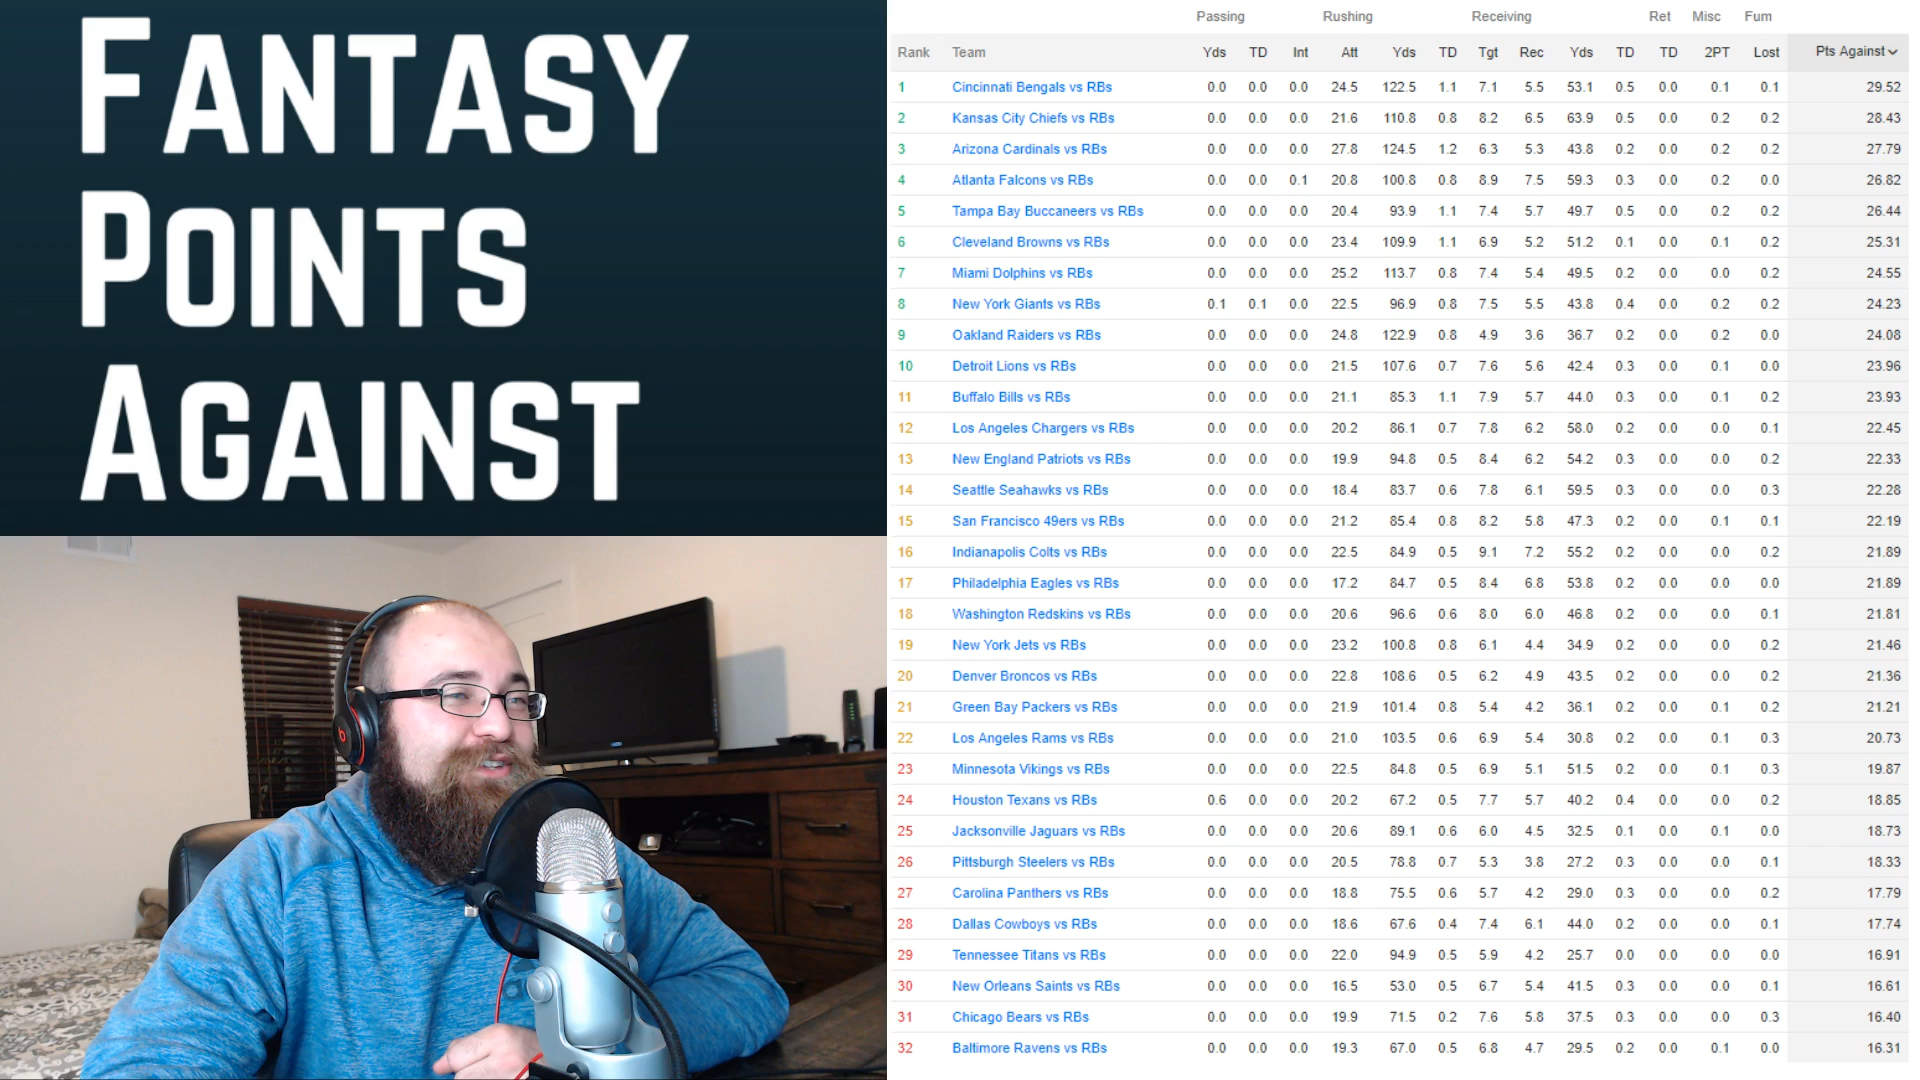 FANTASY
POINTS
AGAINST
Passing Rushing Receiving Ret Misc Fum
Rank Team Yds TD Int Att Yds TD Tgt Rec Yds TD TD 2PT Lost Pts Against
1 Cincinnati Bengals vs RBs 0.0 0.0 0.0 24.5 122.5 1.1 7.1 5.5 53.1 0.5 0.0 0.1 0.1 29.52
2 Kansas City Chiefs vs RBs 0.0 0.0 0.0 21.6 110.8 0.8 8.2 6.5 63.9 0.5 0.0 0.2 0.2 28.43
3 Arizona Cardinals vs RBs 0.0 0.0 0.0 27.8 124.5 1.2 6.3 5.3 43.8 0.2 0.0 0.2 0.2 27.79
4 Atlanta Falcons vs RBs 0.0 0.0 0.1 20.8 100.8 0.8 8.9 7.5 59.3 0.3 0.0 0.2 0.0 26.82
5 Tampa Bay Buccaneers vs RBs 0.0 0.0 0.0 20.4 93.9 1.1 7.4 5.7 49.7 0.5 0.0 0.2 0.2 26.44
6 Cleveland Browns vs RBs 0.0 0.0 0.0 23.4 109.9 1.1 6.9 5.2 51.2 0.1 0.0 0.1 0.2 25.31
7 Miami Dolphins vs RBs 0.0 0.0 0.0 25.2 113.7 0.8 7.4 5.4 49.5 0.2 0.0 0.0 0.2 24.55
8 New York Giants vs RBs 0.1 0.1 0.0 22.5 96.9 0.8 7.5 5.5 43.8 0.4 0.0 0.2 0.2 24.23
9 Oakland Raiders vs RBs 0.0 0.0 0.0 24.8 122.9 0.8 4.9 3.6 36.7 0.2 0.0 0.2 0.0 24.08
10 Detroit Lions vs RBs 0.0 0.0 0.0 21.5 107.6 0.7 7.6 5.6 42.4 0.3 0.0 0.1 0.0 23.96
11 Buffalo Bills vs RBs 0.0 0.0 0.0 21.1 85.3 1.1 7.9 5.7 44.0 0.3 0.0 0.1 0.2 23.93
12 Los Angeles Chargers vs RBs 0.0 0.0 0.0 20.2 86.1 0.7 7.8 6.2 58.0 0.2 0.0 0.0 0.1 22.45
13 New England Patriots vs RBs 0.0 0.0 0.0 19.9 94.8 0.5 8.4 6.2 54.2 0.3 0.0 0.0 0.2 22.33
14 Seattle Seahawks vs RBs 0.0 0.0 0.0 18.4 83.7 0.6 7.8 6.1 59.5 0.3 0.0 0.0 0.3 22.28
15 San Francisco 49ers vs RBs 0.0 0.0 0.0 21.2 85.4 0.8 8.2 5.8 47.3 0.2 0.0 0.1 0.1 22.19
16 Indianapolis Colts vs RBs 0.0 0.0 0.0 22.5 84.9 0.5 9.1 7.2 55.2 0.2 0.0 0.0 0.2 21.89
17 Philadelphia Eagles vs RBs 0.0 0.0 0.0 17.2 84.7 0.5 8.4 6.8 53.8 0.2 0.0 0.0 0.0 21.89
18 Washington Redskins vs RBs 0.0 0.0 0.0 20.6 96.6 0.6 8.0 6.0 46.8 0.2 0.0 0.0 0.1 21.81
19 New York Jets vs RBs 0.0 0.0 0.0 23.2 100.8 0.8 6.1 4.4 34.9 0.2 0.0 0.0 0.2 21.46
20 Denver Broncos vs RBs 0.0 0.0 0.0 22.8 108.6 0.5 6.2 4.9 43.5 0.2 0.0 0.0 0.2 21.36
21 Green Bay Packers vs RBs 0.0 0.0 0.0 21.9 101.4 0.8 5.4 4.2 36.1 0.2 0.0 0.1 0.2 21.21
22 Los Angeles Rams vs RBs 0.0 0.0 0.0 21.0 103.5 0.6 6.9 5.4 30.8 0.2 0.0 0.1 0.3 20.73
23 Minnesota Vikings vs RBs 0.0 0.0 0.0 22.5 84.8 0.5 6.9 5.1 51.5 0.2 0.0 0.1 0.3 19.87
24 Houston Texans vs RBs 0.6 0.0 0.0 20.2 67.2 0.5 7.7 5.7 40.2 0.4 0.0 0.0 0.2 18.85
25 Jacksonville Jaguars vs RBs 0.0 0.0 0.0 20.6 89.1 0.6 6.0 4.5 32.5 0.1 0.0 0.1 0.0 18.73
26 Pittsburgh Steelers vs RBs 0.0 0.0 0.0 20.5 78.8 0.7 5.3 3.8 27.2 0.3 0.0 0.0 0.1 18.33
27 Carolina Panthers vs RBs 0.0 0.0 0.0 18.8 75.5 0.6 5.7 4.2 29.0 0.3 0.0 0.0 0.2 17.79
28 Dallas Cowboys vs RBs 0.0 0.0 0.0 18.6 67.6 0.4 7.4 6.1 44.0 0.2 0.0 0.0 0.1 17.74
29 Tennessee Titans vs RBs 0.0 0.0 0.0 22.0 94.9 0.5 5.9 4.2 25.7 0.0 0.0 0.0 0.0 16.91
30 New Orleans Saints vs RBs 0.0 0.0 0.0 16.5 53.0 0.5 6.7 5.4 41.5 0.3 0.0 0.0 0.1 16.61
31 Chicago Bears vs RBs 0.0 0.0 0.0 19.9 71.5 0.2 7.6 5.8 37.5 0.3 0.0 0.0 0.3 16.40
32 Baltimore Ravens vs RBs 0.0 0.0 0.0 19.3 67.0 0.5 6.8 4.7 29.5 0.2 0.0 0.1 0.0 16.31